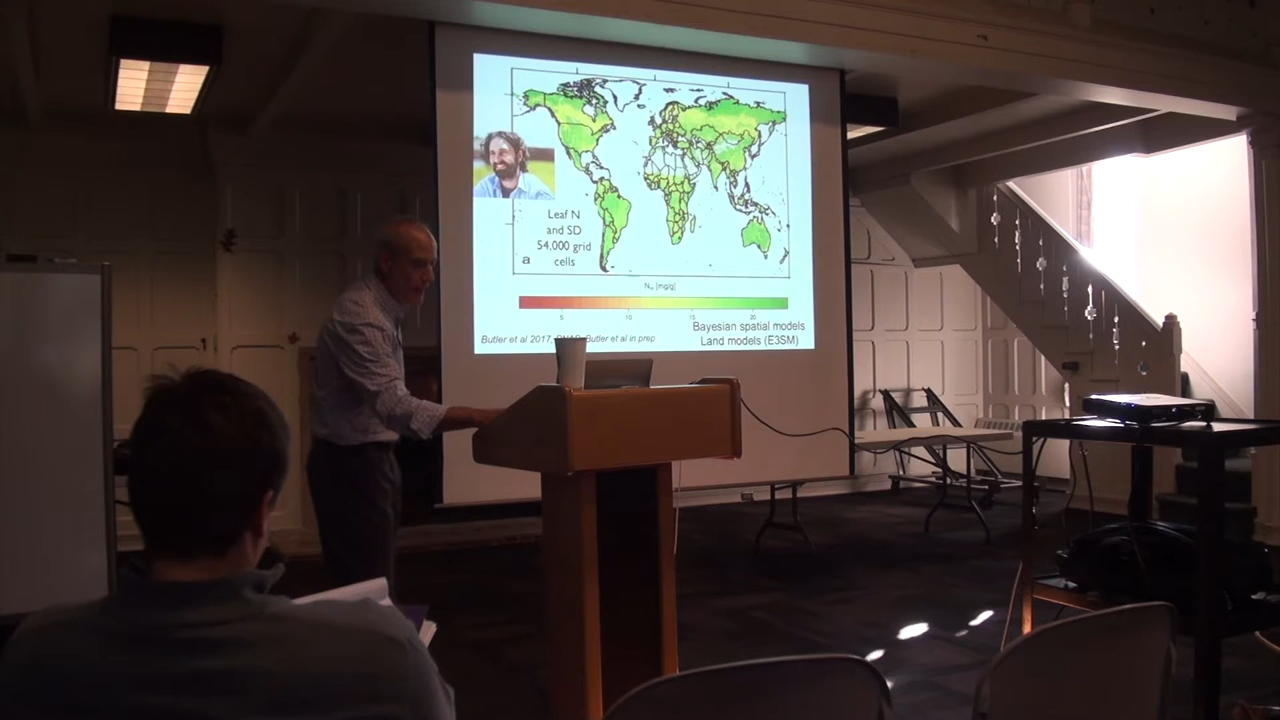 Leaf N
and SD
54,000 grid
cells
a
[mg/g]
5
10
15
20
Bayesian spatial models
Land models (E3SM)
Butler et al 2017, Butler et al in prep